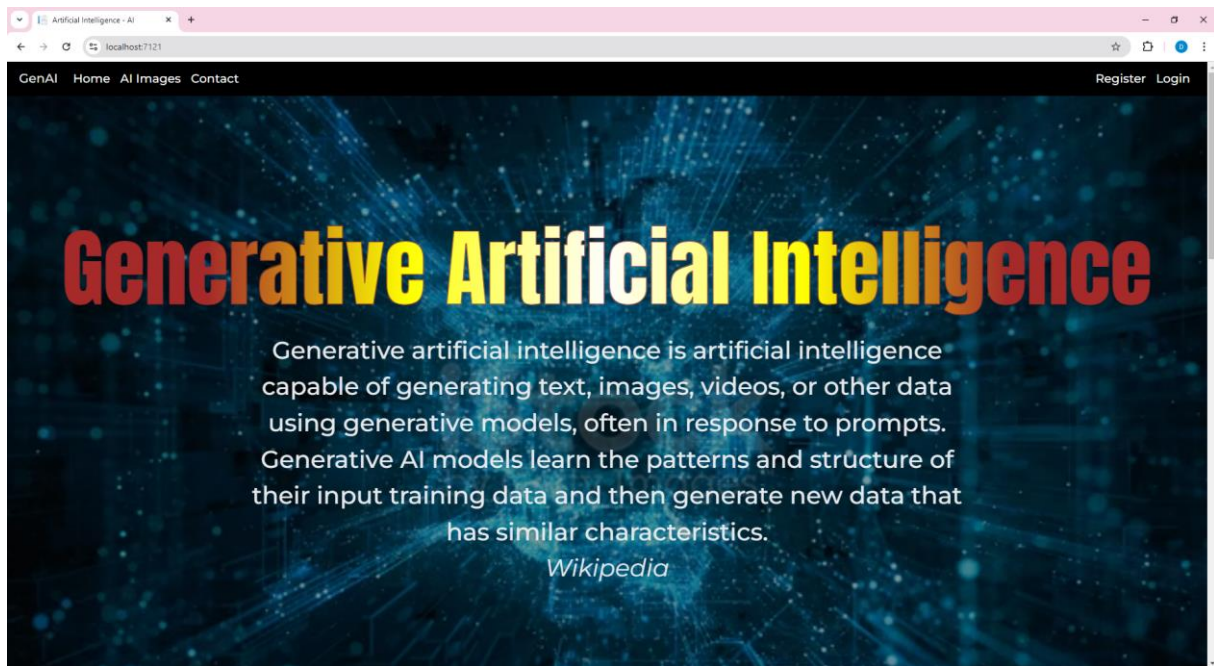 Artificial Intelligence - AI
localhost:7121
GenAI Home AI Images Contact Register Login
Generative Artificial Intelligence
Generative artificial intelligence is artificial intelligence
capable of generating text, images, videos, or other data
using generative models, often in response to prompts.
Generative AI models learn the patterns and structure of
their input training data and then generate new data that
has similar characteristics.
Wikipedia